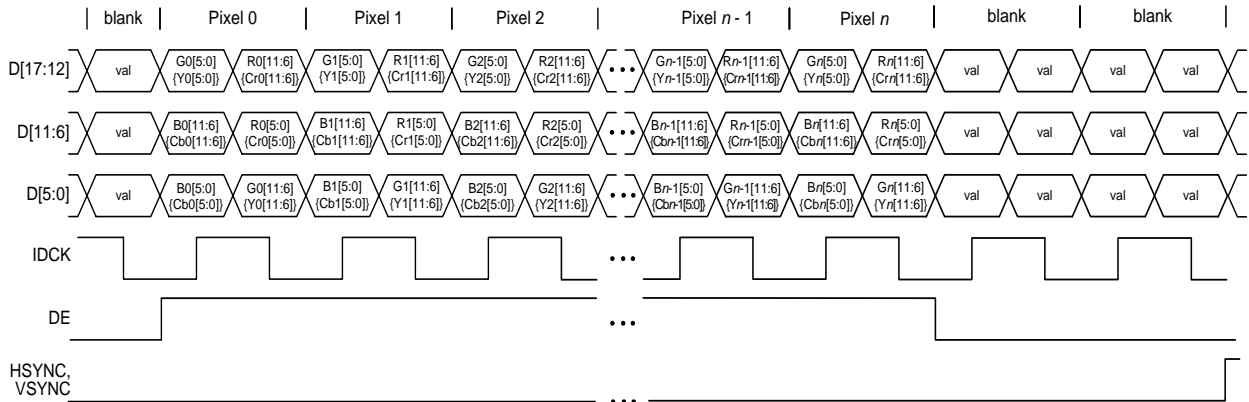 blank Pixel 0 Pixel 1 Pixel 2 Pixel n - 1 Pixel n blank blank
D[17:12] val G0[5:0] {Y0[5:0]} R0[11:6] {Cr0[11:6]} G1[5:0] {Y1[5:0]} R1[11:6] {Cr1[11:6]} G2[5:0] {Y2[5:0]} R2[11:6] {Cr2[11:6]} ••• Gn-1[5:0] {Yn-1[5:0]} Rn-1[11:6] {Crn-1[11:6]} Gn[5:0] {Yn[5:0]} Rn[11:6] {Crn[11:6]} val val val val
D[11:6] val B0[11:6] {Cb0[11:6]} R0[5:0] {Cr0[5:0]} B1[11:6] {Cb1[11:6]} R1[5:0] {Cr1[5:0]} B2[11:6] {Cb2[11:6]} R2[5:0] {Cr2[5:0]} ••• Bn-1[11:6] {Cbn-1[11:6]} Rn-1[5:0] {Crn-1[5:0]} Bn[11:6] {Cbn[11:6]} Rn[5:0] {Crn[5:0]} val val val val
D[5:0] val B0[5:0] {Cb0[5:0]} G0[11:6] {Y0[11:6]} B1[5:0] {Cb1[5:0]} G1[11:6] {Y1[11:6]} B2[5:0] {Cb2[5:0]} G2[11:6] {Y2[11:6]} ••• Bn-1[5:0] {Cbn-1[5:0]} Gn-1[11:6] {Yn-1[11:6]} Bn[5:0] {Cbn[5:0]} Gn[11:6] {Yn[11:6]} val val val val
IDCK •••
DE •••
HSYNC,
VSYNC •••